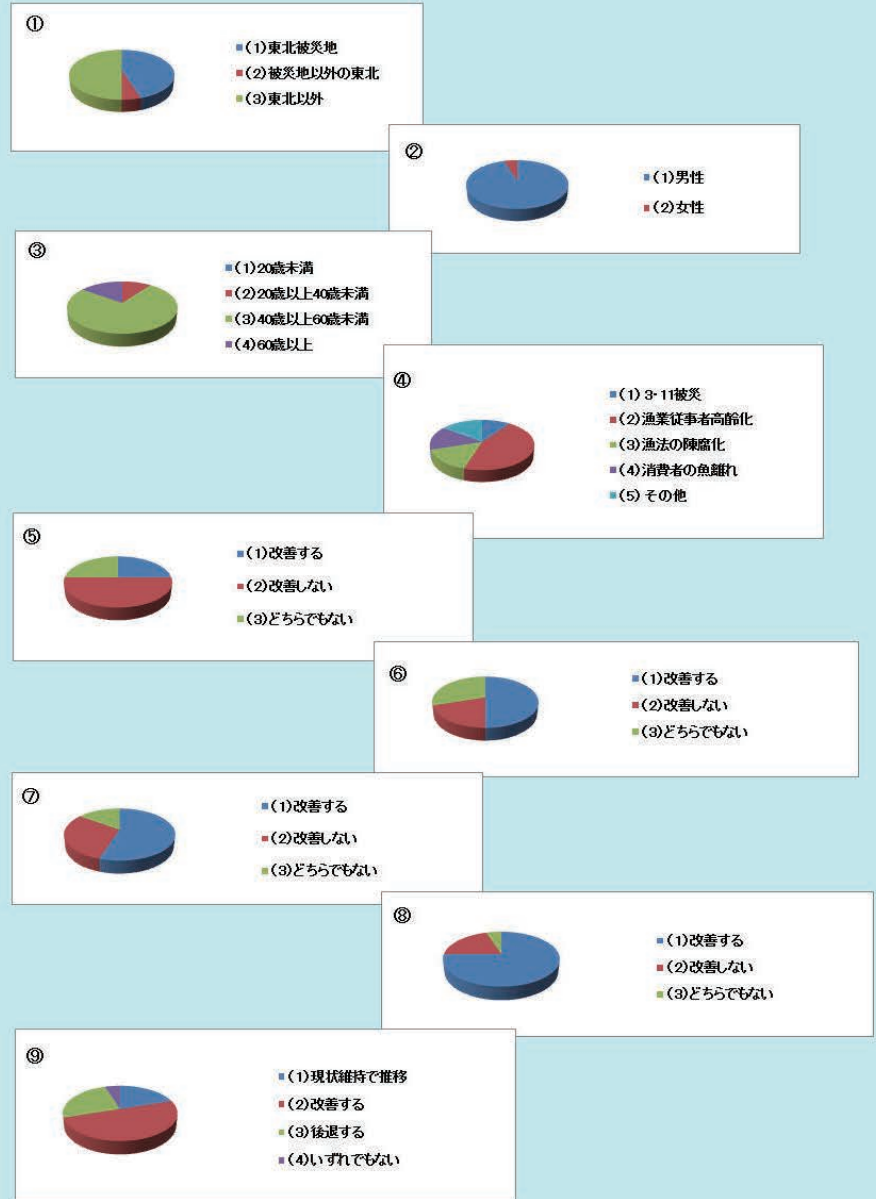 ①
(1)東北被災地
(2)被災地以外の東北
(3)東北以外
②
(1)男性
(2)女性
③
(1)20歳未満
(2)20歳以上40歳未満
(3)40歳以上60歳未満
(4)60歳以上
④
(1) 3・11被災
(2)漁業従事者高齢化
(3)漁法の陳腐化
(4)消費者の魚離れ
(5) その他
⑤
(1)改善する
(2)改善しない
(3)どちらでもない
⑥
(1)改善する
(2)改善しない
(3)どちらでもない
⑦
(1)改善する
(2)改善しない
(3)どちらでもない
⑧
(1)改善する
(2)改善しない
(3)どちらでもない
⑨
(1)現状維持で推移
(2)改善する
(3)後退する
(4)いずれでもない